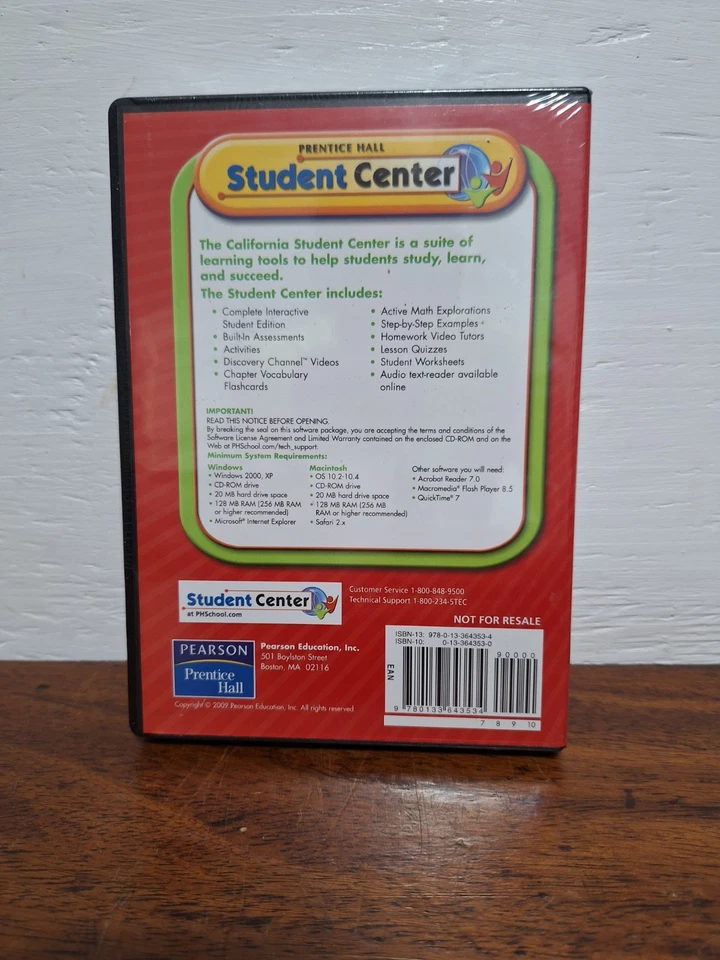 PRENTICE HALL
Student Center
The California Student Center is a suite of
learning tools to help students study, learn,
and succeed.
The Student Center includes:
• Complete Interactive
Student Edition
• Built-In Assessments
• Activities
• Discovery Channel™ Videos
• Chapter Vocabulary
Flashcards
• Active Math Explorations
• Step-by-Step Examples
• Homework Video Tutors
• Lesson Quizzes
• Student Worksheets
• Audio text-reader available
online
IMPORTANT!
READ THIS NOTICE BEFORE OPENING.
By breaking the seal on this software package, you are accepting the terms and conditions of the
Software License Agreement and Limited Warranty contained on the enclosed CD-ROM and on the
Web at PHSchool.com/tech_support.
Minimum System Requirements:
Windows
• Windows 2000, XP
• CD-ROM drive
• 20 MB hard drive space
• 128 MB RAM (256 MB RAM
or higher recommended)
• Microsoft® Internet Explorer
Macintosh
• OS 10.2-10.4
• CD-ROM drive
• 20 MB hard drive space
• 128 MB RAM (256 MB
RAM or higher recommended)
• Safari 2.x
Other software you will need:
• Acrobat Reader 7.0
• Macromedia® Flash Player 8.5
• QuickTime® 7
Student Center
at PHSchool.com
Customer Service 1-800-848-9500
Technical Support 1-800-234-5TEC
NOT FOR RESALE
PEARSON
Prentice
Hall
Pearson Education, Inc.
501 Boylston Street
Boston, MA 02116
Copyright © 2009 Pearson Education, Inc. All rights reserved.
ISBN-13: 978-0-13-364353-4
ISBN-10: 0-13-364353-0
90000
EAN
9 780133 643534
7 8 9 10